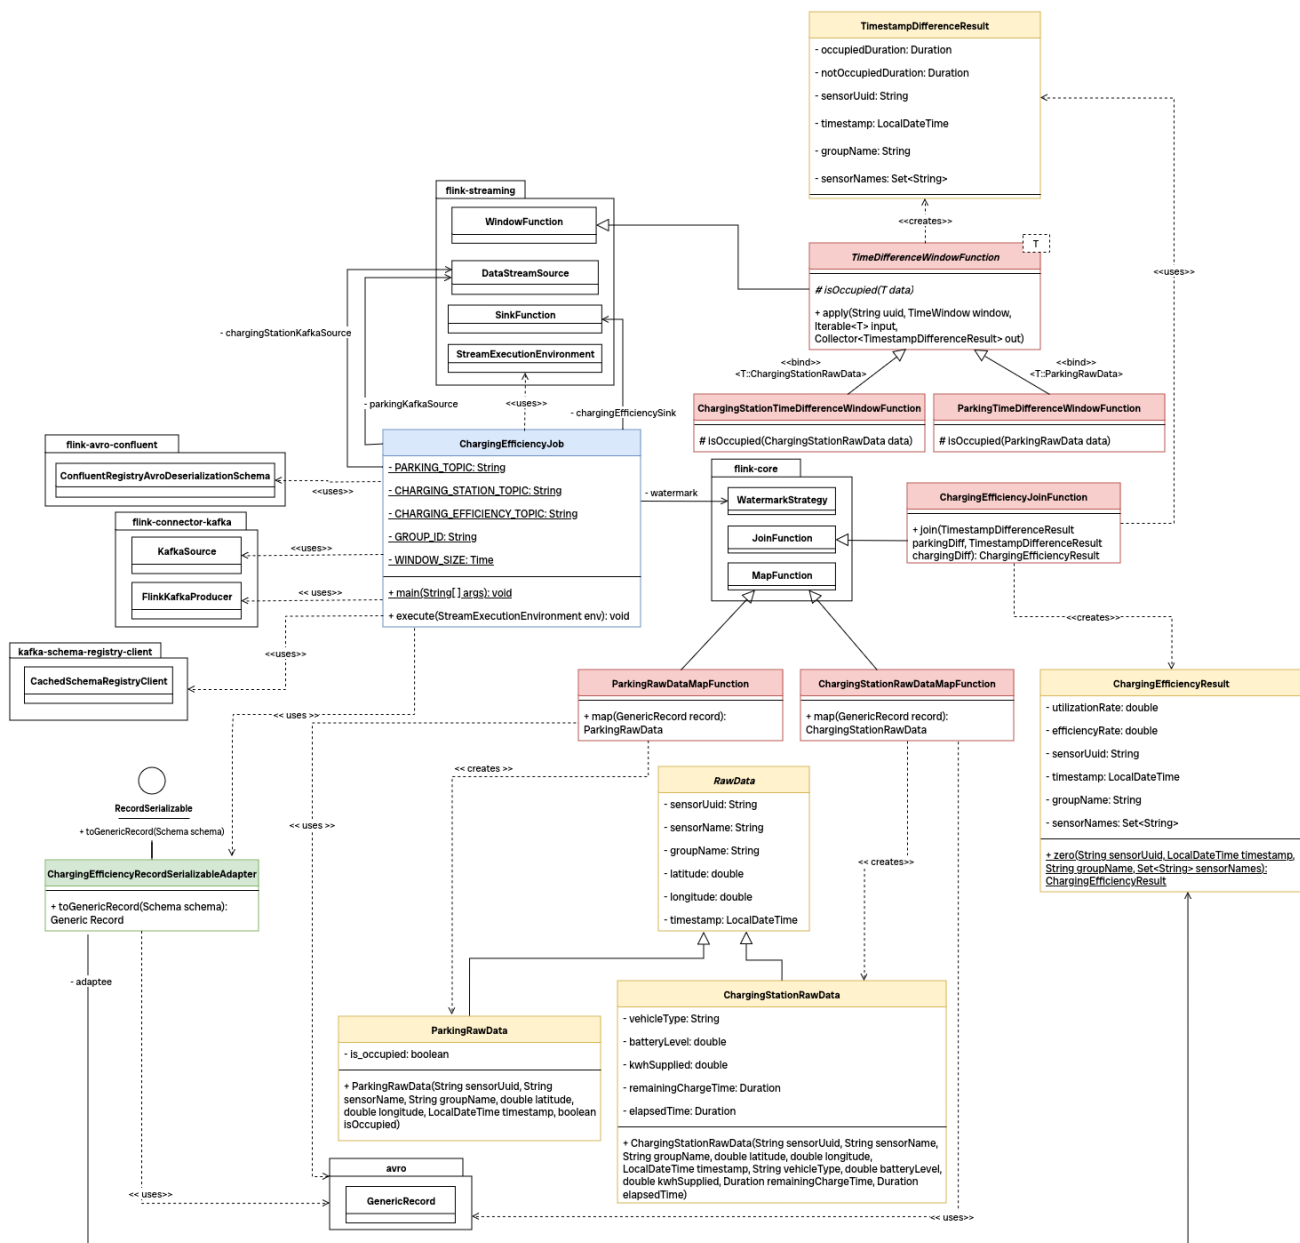 TimestampDifferenceResult
- occupiedDuration: Duration
- notOccupiedDuration: Duration
- sensorUuid: String
- timestamp: LocalDateTime
- groupName: String
- sensorNames: Set<String>
<<creates>>
<<uses>>
flink-streaming
WindowFunction
DataStreamSource
SinkFunction
StreamExecutionEnvironment
T
TimeDifferenceWindowFunction
# isOccupied(T data)
+ apply(String uuid, TimeWindow window,
Iterable<T> input,
Collector<TimestampDifferenceResult> out)
- chargingStationKafkaSource
- parkingKafkaSource
<<uses>>
- chargingEfficiencySink
<<bind>>
<T::ChargingStationRawData>
<<bind>>
<T::ParkingRawData>
ChargingStationTimeDifferenceWindowFunction
# isOccupied(ChargingStationRawData data)
ParkingTimeDifferenceWindowFunction
# isOccupied(ParkingRawData data)
flink-avro-confluent
ConfluentRegistryAvroDeserializationSchema
<<uses>>
flink-connector-kafka
KafkaSource
FlinkKafkaProducer
<<uses>>
<< uses>>
ChargingEfficiencyJob
- PARKING_TOPIC: String
- CHARGING_STATION_TOPIC: String
- CHARGING_EFFICIENCY_TOPIC: String
- GROUP_ID: String
- WINDOW_SIZE: Time
+ main(String[] args): void
+ execute(StreamExecutionEnvironment env): void
- watermark
flink-core
WatermarkStrategy
JoinFunction
MapFunction
ChargingEfficiencyJoinFunction
+ join(TimestampDifferenceResult
parkingDiff, TimestampDifferenceResult
chargingDiff): ChargingEfficiencyResult
<<creates>>
kafka-schema-registry-client
CachedSchemaRegistryClient
<<uses>>
<< uses >>
ParkingRawDataMapFunction
+ map(GenericRecord record):
ParkingRawData
ChargingStationRawDataMapFunction
+ map(GenericRecord record):
ChargingStationRawData
ChargingEfficiencyResult
- utilizationRate: double
- efficiencyRate: double
- sensorUuid: String
- timestamp: LocalDateTime
- groupName: String
- sensorNames: Set<String>
+ zero(String sensorUuid, LocalDateTime timestamp,
String groupName, Set<String> sensorNames):
ChargingEfficiencyResult
<< creates >>
<< uses >>
<< creates>>
RecordSerializable
+ toGenericRecord(Schema schema)
ChargingEfficiencyRecordSerializableAdapter
+ toGenericRecord(Schema schema):
Generic Record
- adaptee
RawData
- sensorUuid: String
- sensorName: String
- groupName: String
- latitude: double
- longitude: double
- timestamp: LocalDateTime
ParkingRawData
- is_occupied: boolean
+ ParkingRawData(String sensorUuid, String
sensorName, String groupName, double latitude,
double longitude, LocalDateTime timestamp, boolean
isOccupied)
ChargingStationRawData
- vehicleType: String
- batteryLevel: double
- kwhSupplied: double
- remainingChargeTime: Duration
- elapsedTime: Duration
+ ChargingStationRawData(String sensorUuid, String sensorName,
String groupName, double latitude, double longitude,
LocalDateTime timestamp, String vehicleType, double batteryLevel,
double kwhSupplied, Duration remainingChargeTime, Duration
elapsedTime)
avro
GenericRecord
<< uses>>
<< uses>>